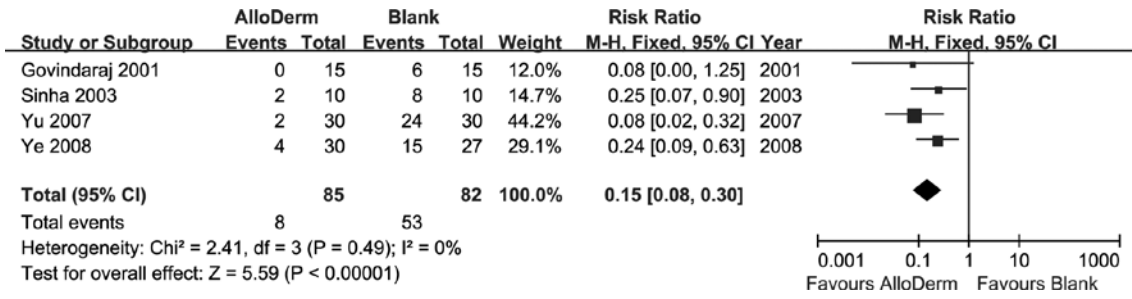 AlloDerm Blank Risk Ratio Risk Ratio
Study or Subgroup Events Total Events Total Weight M-H, Fixed, 95% CI Year M-H, Fixed, 95% CI
Govindaraj 2001 0 15 6 15 12.0% 0.08 [0.00, 1.25] 2001
Sinha 2003 2 10 8 10 14.7% 0.25 [0.07, 0.90] 2003
Yu 2007 2 30 24 30 44.2% 0.08 [0.02, 0.32] 2007
Ye 2008 4 30 15 27 29.1% 0.24 [0.09, 0.63] 2008
Total (95% CI) 85 82 100.0% 0.15 [0.08, 0.30]
Total events 8 53
Heterogeneity: Chi² = 2.41, df = 3 (P = 0.49); I² = 0%
Test for overall effect: Z = 5.59 (P < 0.00001)
0.001 0.1 1 10 1000
Favours AlloDerm Favours Blank